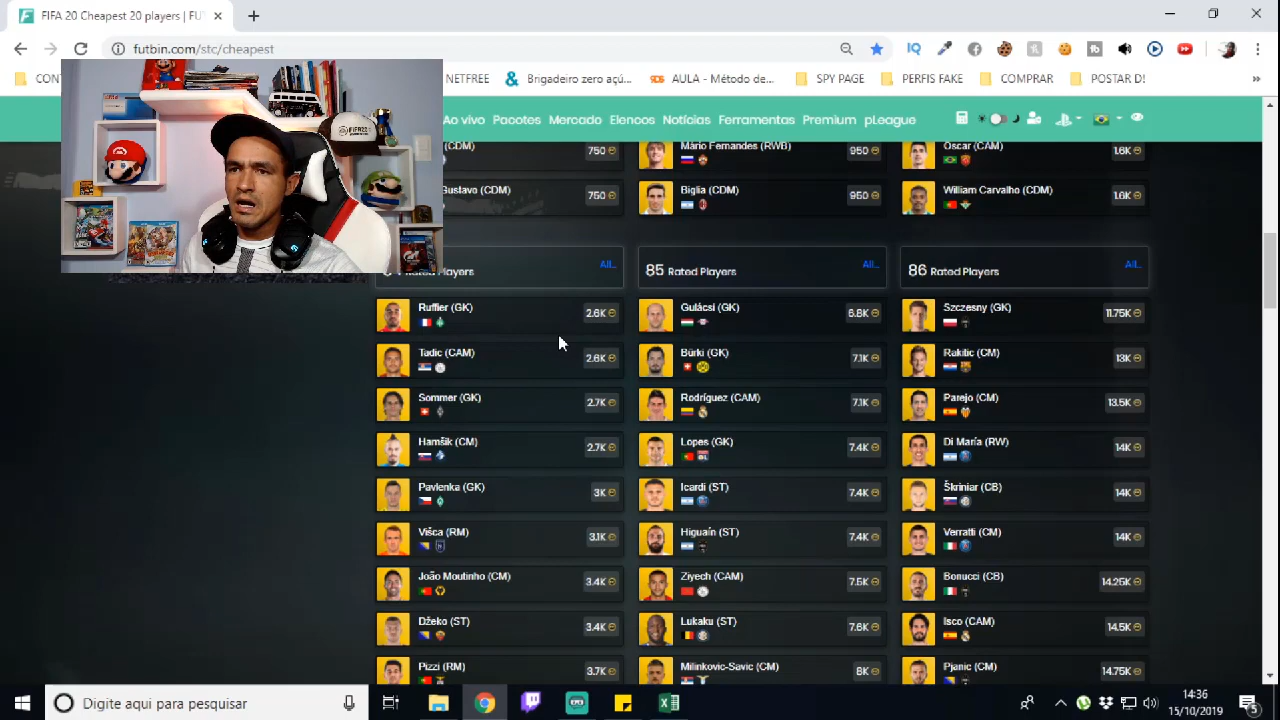 FIFA 20 Cheapest 20 players | FU
futbin.com/stc/cheapest
IQ
NETFREE
Brigadeiro zero açú...
AULA - Método de...
SPY PAGE
PERFIS FAKE
COMPRAR
POSTAR D!
Ao vivo Pacotes Mercado Elencos Notícias Ferramentas Premium pLeague
(CDM) 750
Mário Fernandes (RWB) 950
Oscar (CAM) 1.6K
Gustavo (CDM) 750
Biglia (CDM) 950
William Carvalho (CDM) 1.6K
Players All..
85 Rated Players All..
86 Rated Players All..
Ruffier (GK) 2.6K
Gulácsi (GK) 6.8K
Szczesny (GK) 11.75K
Tadic (CAM) 2.6K
Bürki (GK) 7.1K
Rakitic (CM) 13K
Sommer (GK) 2.7K
Rodríguez (CAM) 7.1K
Parejo (CM) 13.5K
Hamšik (CM) 2.7K
Lopes (GK) 7.4K
Di María (RW) 14K
Pavlenka (GK) 3K
Icardi (ST) 7.4K
Škriniar (CB) 14K
Višca (RM) 3.1K
Higuaín (ST) 7.4K
Verratti (CM) 14K
João Moutinho (CM) 3.4K
Ziyech (CAM) 7.5K
Bonucci (CB) 14.25K
Džeko (ST) 3.4K
Lukaku (ST) 7.6K
Isco (CAM) 14.5K
Pizzi (RM) 3.7K
Milinkovic-Savic (CM) 8K
Pjanic (CM) 14.75K
Digite aqui para pesquisar
14:36
15/10/2019
5